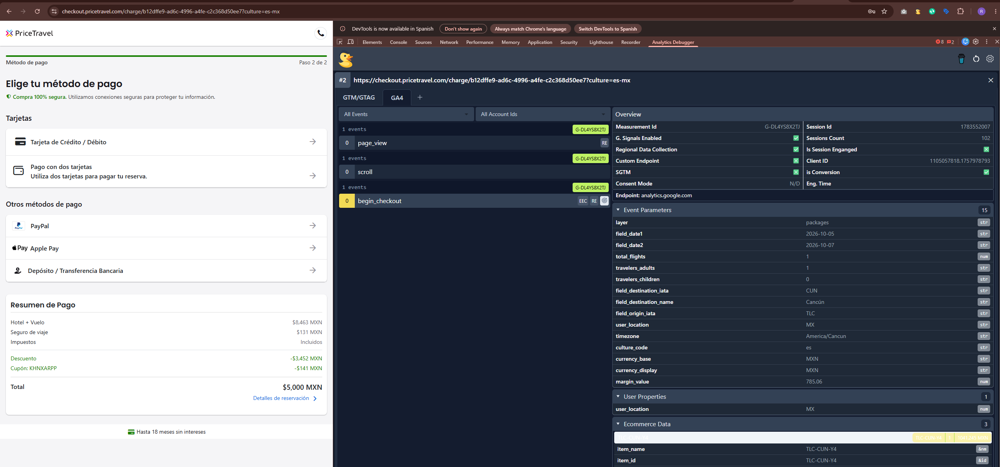 checkout.pricetravel.com/charge/b12dffe9-ad6c-4996-a4fe-c2c368d50ee7?culture=es-mx
R
PriceTravel
Método de pago
Paso 2 de 2
Elige tu método de pago
Compra 100% segura. Utilizamos conexiones seguras para proteger tu información.
Tarjetas
Tarjeta de Crédito / Débito
Pago con dos tarjetas
Utiliza dos tarjetas para pagar tu reserva.
Otros métodos de pago
PayPal PayPal
Pay Apple Pay
Depósito / Transferencia Bancaria
Resumen de Pago
Hotel + Vuelo $8,463 MXN
Seguro de viaje $131 MXN
Impuestos Incluidos
Descuento -$3,452 MXN
Cupón: KHNXARPP -$141 MXN
Total $5,000 MXN
Detalles de reservación
Hasta 18 meses sin intereses
DevTools is now available in Spanish Don't show again Always match Chrome's language Switch DevTools to Spanish
Elements Console Sources Network Performance Memory Application Security Lighthouse Recorder Analytics Debugger 8 2
#2 https://checkout.pricetravel.com/charge/b12dffe9-ad6c-4996-a4fe-c2c368d50ee7?culture=es-mx
GTM/GTAG GA4 +
All Events All Account Ids
1 events G-DL4YS8X2TJ
0 page_view RE
1 events G-DL4YS8X2TJ
0 scroll
1 events G-DL4YS8X2TJ
0 begin_checkout EEC RE
Overview
Measurement Id G-DL4YS8X2TJ Session Id 1783552007
G. Signals Enabled Sessions Count 102
Regional Data Collection Is Session Enganged
Custom Endpoint Client ID 1105057818.1757978793
SGTM is Conversion
Consent Mode N/D Eng. Time
Endpoint: analytics.google.com
Event Parameters 15
layer packages str
field_date1 2026-10-05 str
field_date2 2026-10-07 str
total_flights 1 num
travelers_adults 1 str
travelers_children 0 str
field_destination_iata CUN str
field_destination_name Cancún str
field_origin_iata TLC str
user_location MX str
timezone America/Cancun str
culture_code es str
currency_base MXN str
currency_display MXN str
margin_value 785.06 num
User Properties 1
user_location MX num
Ecommerce Data 3
TLC-CUN-Y4 TLC-CUN-Y4 1 1041.245 MXN
item_name TLC-CUN-Y4 &nm
item_id TLC-CUN-Y4 &id